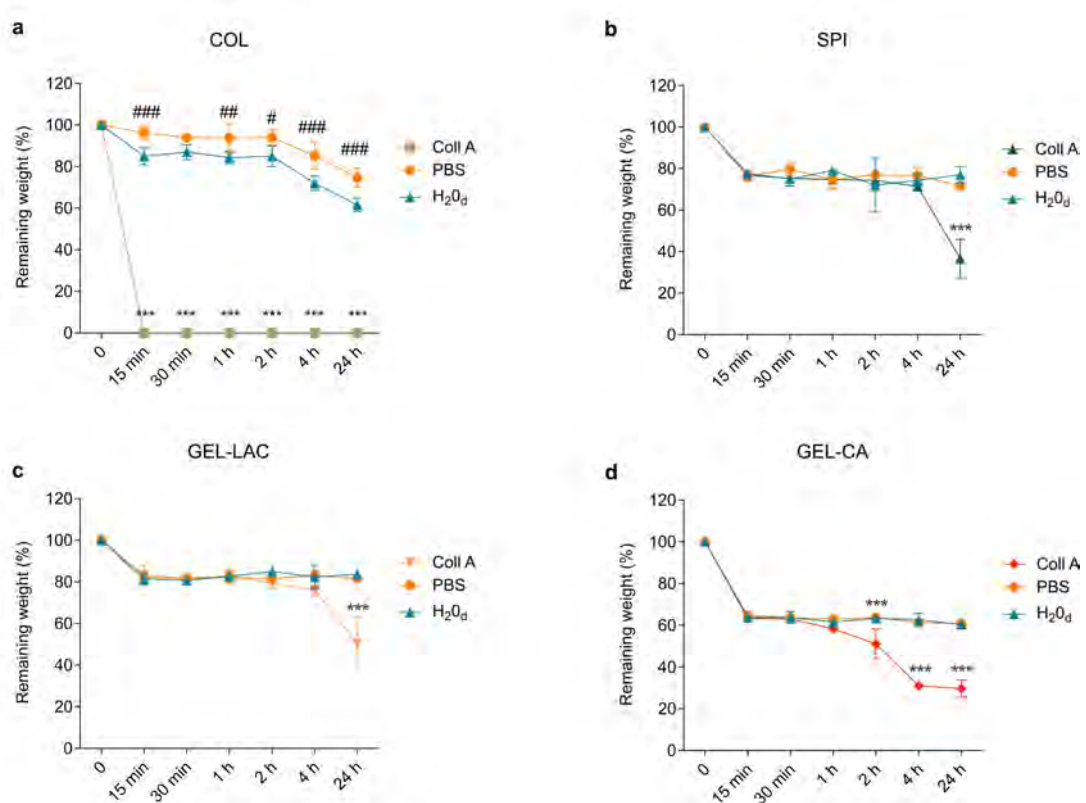 a
COL
Remaining weight (%)
120
100
80
60
40
20
0
### ## # ### ###
*** *** *** *** *** ***
0 15 min 30 min 1 h 2 h 4 h 24 h
Coll A
PBS
H₂0d
b
SPI
Remaining weight (%)
120
100
80
60
40
20
0
***
0 15 min 30 min 1 h 2 h 4 h 24 h
Coll A
PBS
H₂0d
c
GEL-LAC
Remaining weight (%)
120
100
80
60
40
20
0
***
0 15 min 30 min 1 h 2 h 4 h 24 h
Coll A
PBS
H₂0d
d
GEL-CA
Remaining weight (%)
120
100
80
60
40
20
0
***
*** ***
0 15 min 30 min 1 h 2 h 4 h 24 h
Coll A
PBS
H₂0d